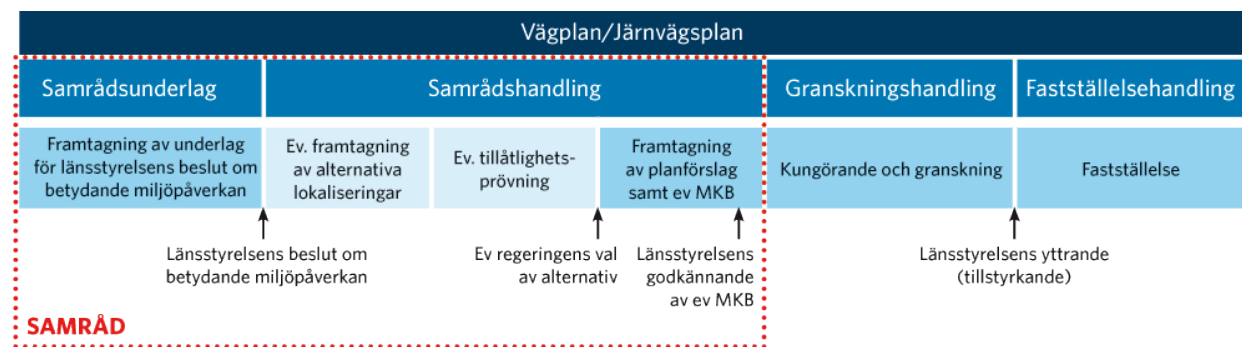 Vägplan/Järnvägsplan
Samrådsunderlag
Samrådshandling
Granskningshandling
Fastställelsehandling
Framtagning av underlag
för länsstyrelsens beslut om
betydande miljöpåverkan
Ev. framtagning
av alternativa
lokaliseringar
Ev. tillåtlighets-
prövning
Framtagning
av planförslag
samt ev MKB
Kungörande och granskning
Fastställelse
Länsstyrelsens beslut om
betydande miljöpåverkan
Ev regeringens val
av alternativ
Länsstyrelsens
godkännande
av ev MKB
Länsstyrelsens yttrande
(tillstyrkande)
SAMRÅD